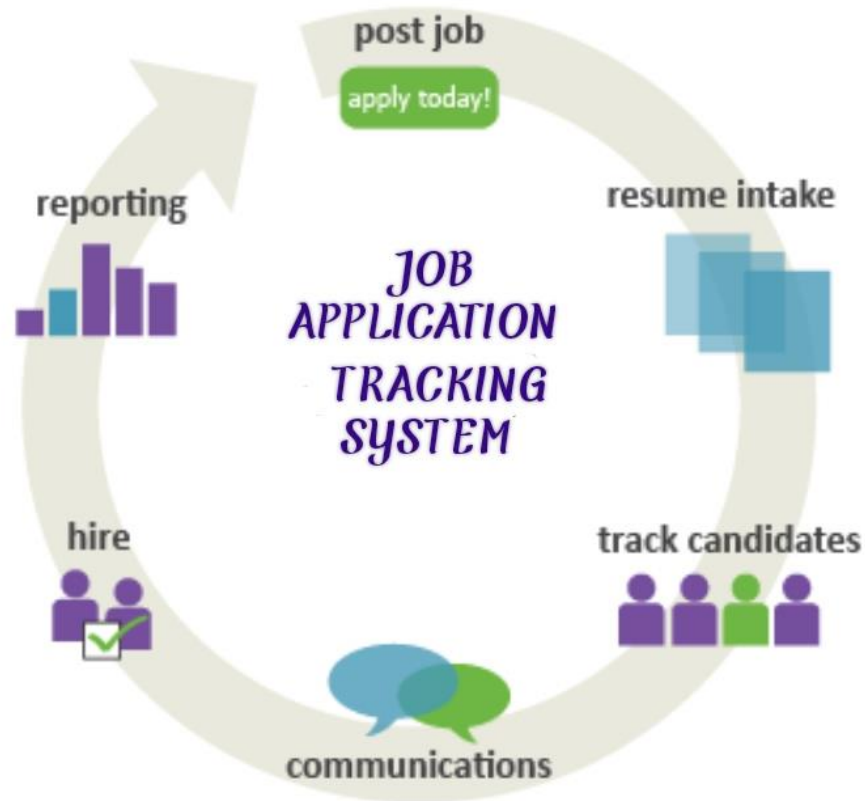 post job
apply today!
resume intake
track candidates
communications
hire
reporting
JOB
APPLICATION
TRACKING
SYSTEM